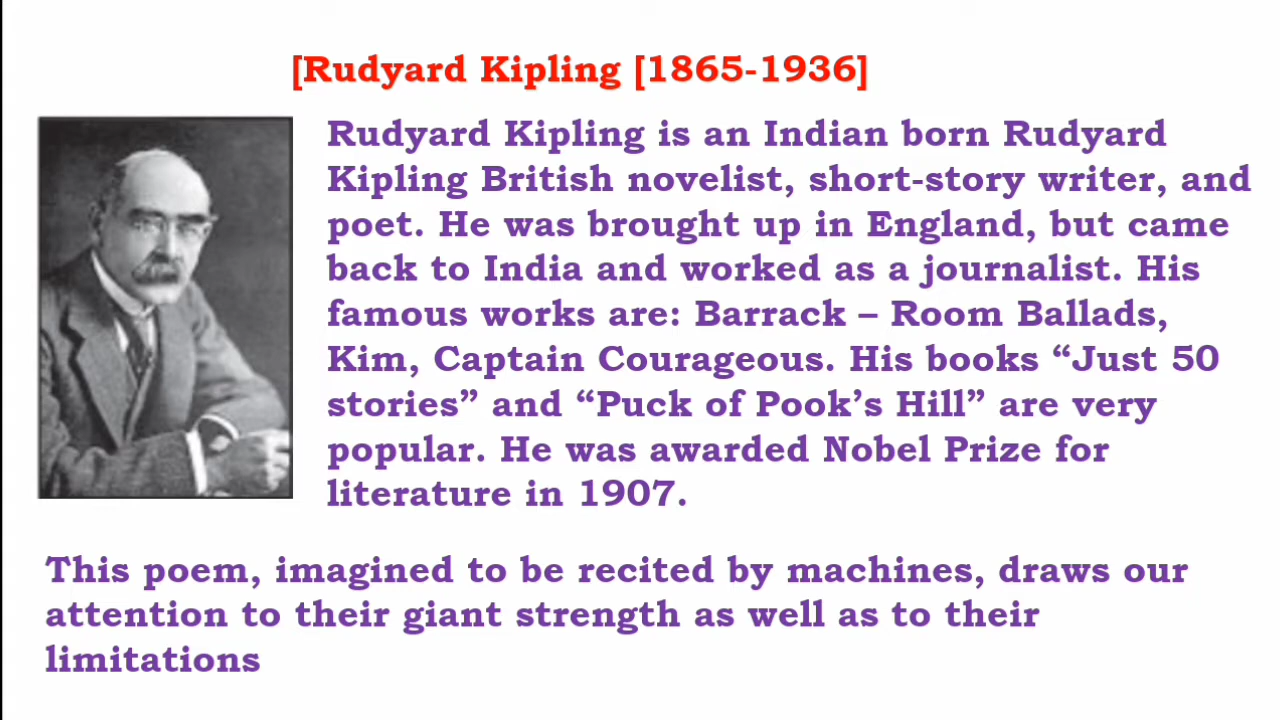 [Rudyard Kipling [1865-1936]
Rudyard Kipling is an Indian born Rudyard
Kipling British novelist, short-story writer, and
poet. He was brought up in England, but came
back to India and worked as a journalist. His
famous works are: Barrack – Room Ballads,
Kim, Captain Courageous. His books “Just 50
stories” and “Puck of Pook’s Hill” are very
popular. He was awarded Nobel Prize for
literature in 1907.
This poem, imagined to be recited by machines, draws our
attention to their giant strength as well as to their
limitations